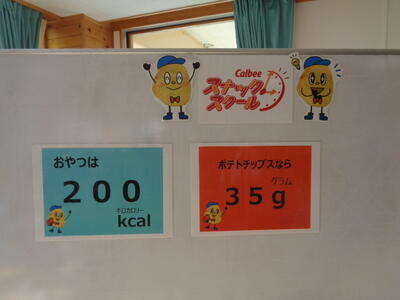 Calbee
スナック
スクール
おやつは
200
キロカロリー
kcal
ポテトチップスなら
グラム
35g